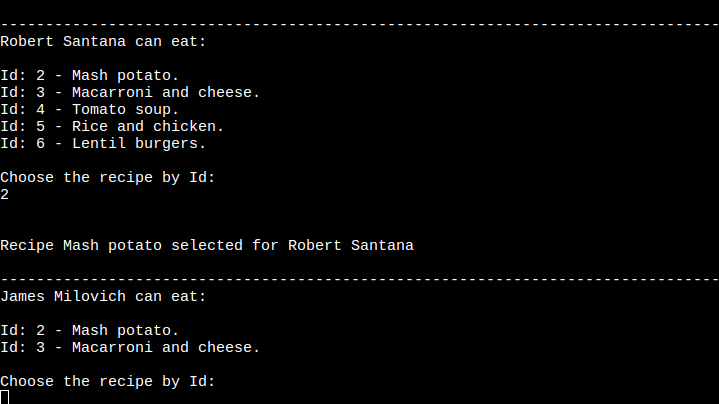 --------------------------------------------------------------------------------
Robert Santana can eat:
Id: 2 - Mash potato.
Id: 3 - Macarroni and cheese.
Id: 4 - Tomato soup.
Id: 5 - Rice and chicken.
Id: 6 - Lentil burgers.
Choose the recipe by Id:
2
Recipe Mash potato selected for Robert Santana
--------------------------------------------------------------------------------
James Milovich can eat:
Id: 2 - Mash potato.
Id: 3 - Macarroni and cheese.
Choose the recipe by Id: